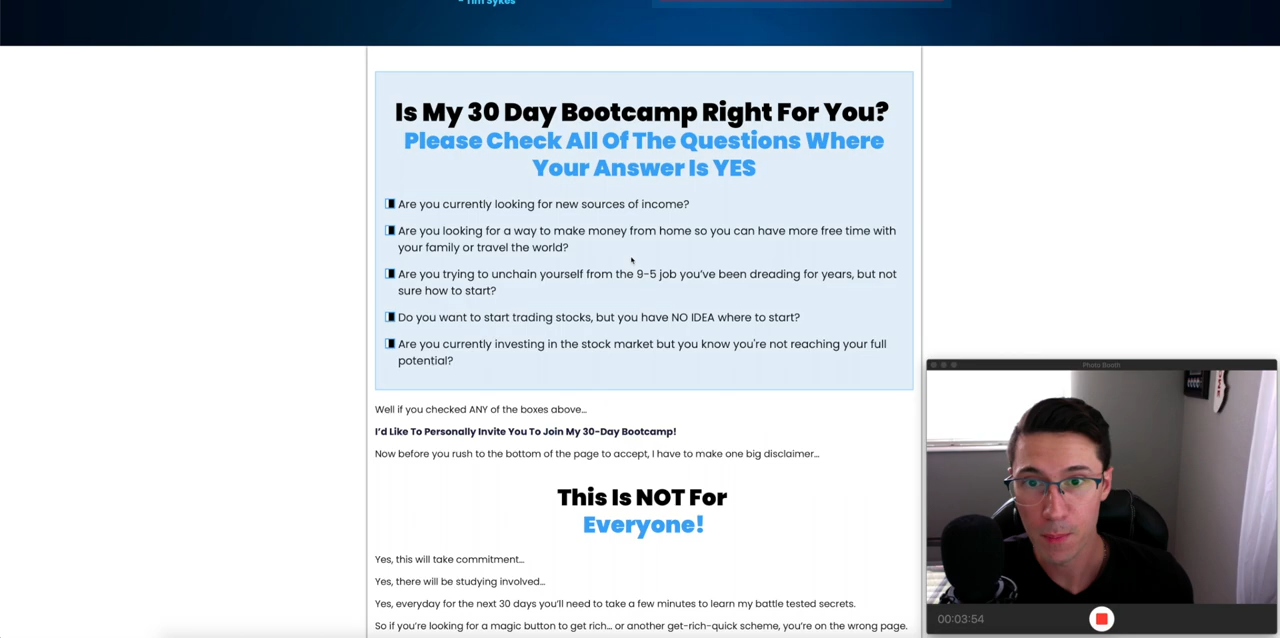 - Tim Sykes
Is My 30 Day Bootcamp Right For You?
Please Check All Of The Questions Where
Your Answer Is YES
Are you currently looking for new sources of income?
Are you looking for a way to make money from home so you can have more free time with
your family or travel the world?
Are you trying to unchain yourself from the 9-5 job you've been dreading for years, but not
sure how to start?
Do you want to start trading stocks, but you have NO IDEA where to start?
Are you currently investing in the stock market but you know you're not reaching your full
potential?
Well if you checked ANY of the boxes above...
I'd Like To Personally Invite You To Join My 30-Day Bootcamp!
Now before you rush to the bottom of the page to accept, I have to make one big disclaimer...
This Is NOT For
Everyone!
Yes, this will take commitment...
Yes, there will be studying involved...
Yes, everyday for the next 30 days you'll need to take a few minutes to learn my battle tested secrets.
So if you're looking for a magic button to get rich... or another get-rich-quick scheme, you're on the wrong page.
Photo Booth
00:03:54